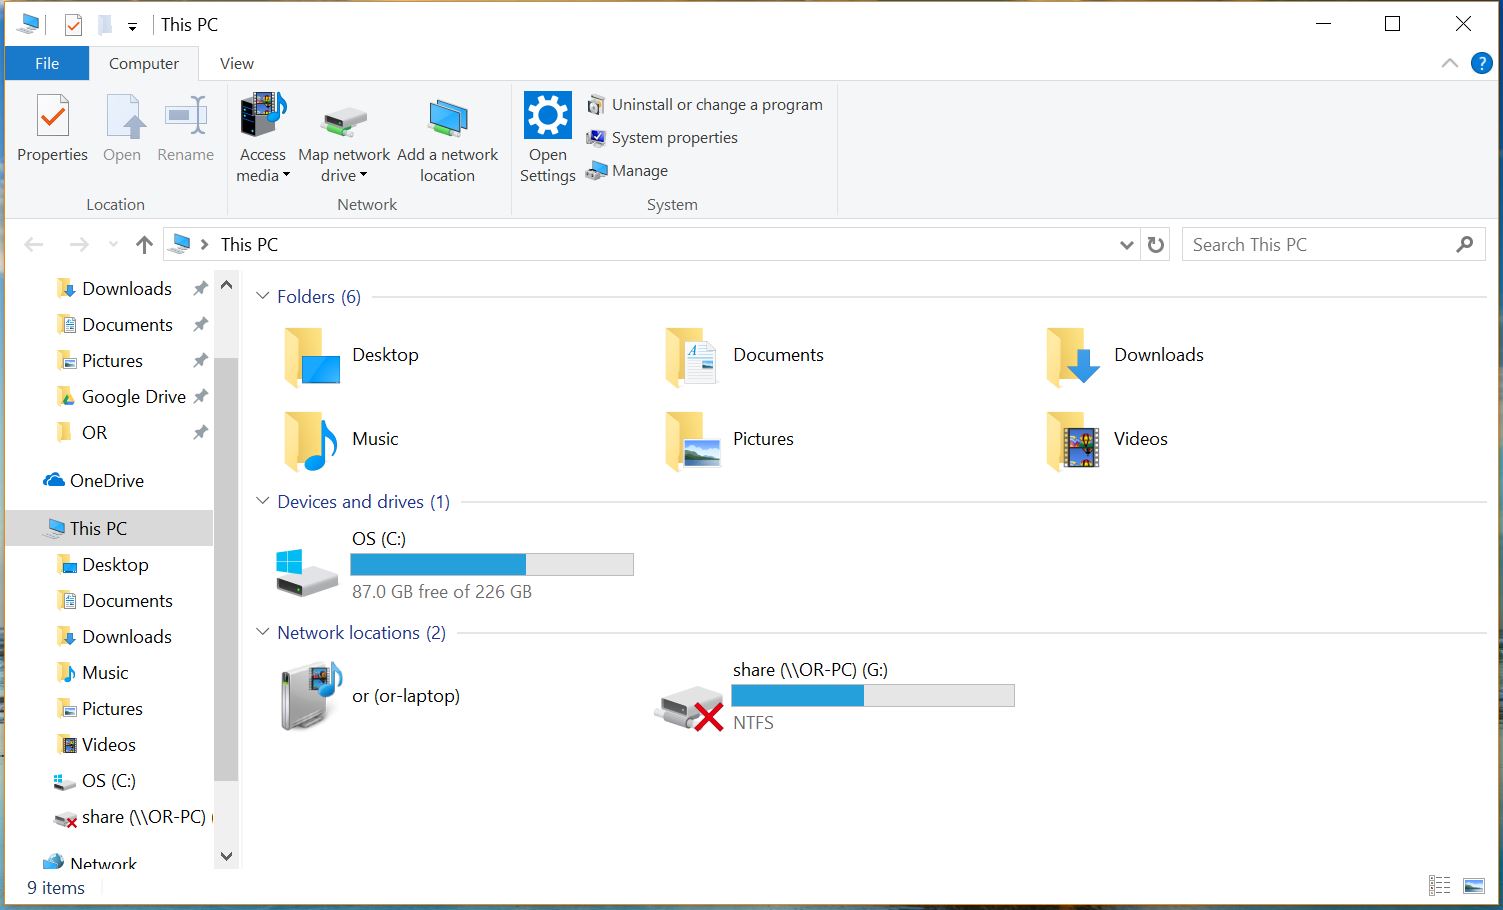 This PC
File Computer View
?
Properties Open Rename
Location
Access media
Map network drive
Add a network location
Network
Open Settings
Uninstall or change a program
System properties
Manage
System
This PC
Search This PC
Downloads
Documents
Pictures
Google Drive
OR
OneDrive
This PC
Desktop
Documents
Downloads
Music
Pictures
Videos
OS (C:)
share (\\OR-PC) (
Network
Folders (6)
Desktop
Documents
Downloads
Music
Pictures
Videos
Devices and drives (1)
OS (C:)
87.0 GB free of 226 GB
Network locations (2)
or (or-laptop)
share (\\OR-PC) (G:)
NTFS
9 items